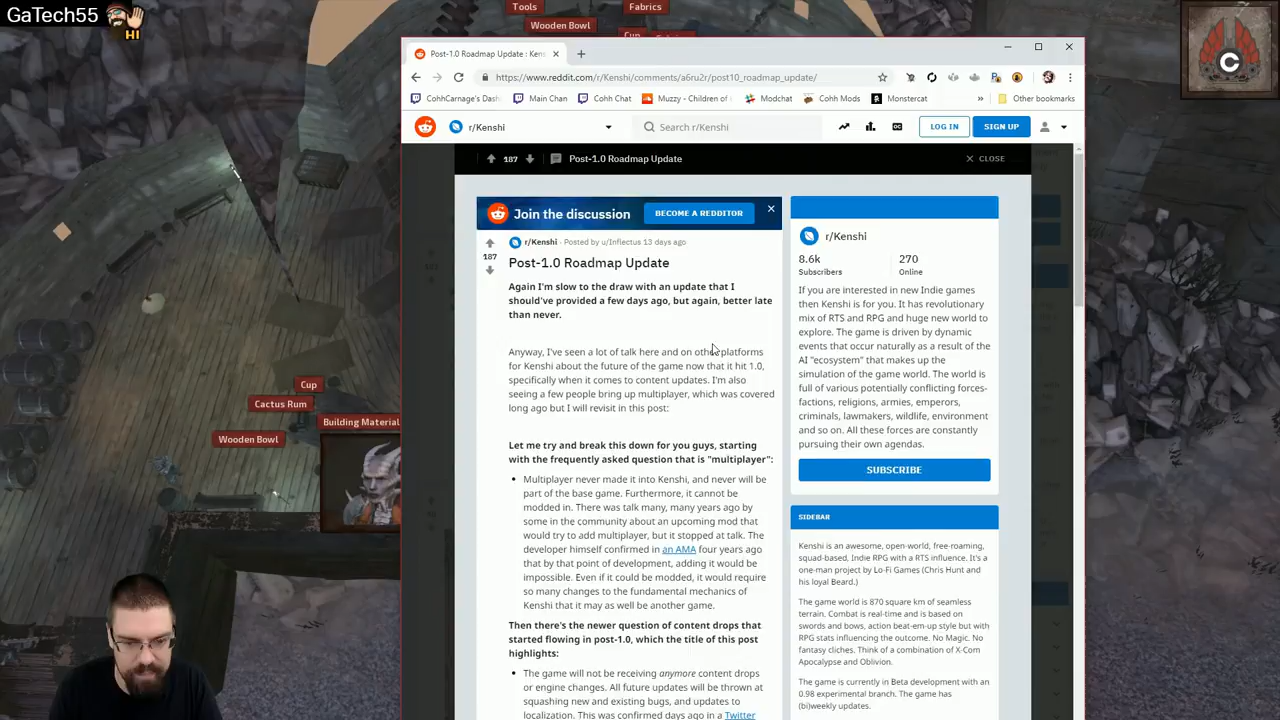 GaTech55
HI
Tools
Fabrics
Wooden Bowl
Cup
C
Post-1.0 Roadmap Update : Kens
https://www.reddit.com/r/Kenshi/comments/a6ru2r/post10_roadmap_update/
CohhCarnage's Dash
Main Chan
Cohh Chat
Muzzy - Children of
Modchat
Cohh Mods
Monstercat
»
Other bookmarks
r/Kenshi
Search r/Kenshi
LOG IN
SIGN UP
187
Post-1.0 Roadmap Update
CLOSE
Join the discussion
BECOME A REDDITOR
r/Kenshi · Posted by u/Inflectus 13 days ago
187
Post-1.0 Roadmap Update
Again I'm slow to the draw with an update that I
should've provided a few days ago, but again, better late
than never.
Anyway, I've seen a lot of talk here and on other platforms
for Kenshi about the future of the game now that it hit 1.0,
specifically when it comes to content updates. I'm also
seeing a few people bring up multiplayer, which was covered
long ago but I will revisit in this post:
Let me try and break this down for you guys, starting
with the frequently asked question that is "multiplayer":
• Multiplayer never made it into Kenshi, and never will be
part of the base game. Furthermore, it cannot be
modded in. There was talk many, many years ago by
some in the community about an upcoming mod that
would try to add multiplayer, but it stopped at talk. The
developer himself confirmed in an AMA four years ago
that by that point of development, adding it would be
impossible. Even if it could be modded, it would require
so many changes to the fundamental mechanics of
Kenshi that it may as well be another game.
Then there's the newer question of content drops that
started flowing in post-1.0, which the title of this post
highlights:
• The game will not be receiving anymore content drops
or engine changes. All future updates will be thrown at
squashing new and existing bugs, and updates to
localization. This was confirmed days ago in a Twitter
r/Kenshi
8.6k
Subscribers
270
Online
If you are interested in new Indie games
then Kenshi is for you. It has revolutionary
mix of RTS and RPG and huge new world to
explore. The game is driven by dynamic
events that occur naturally as a result of the
AI "ecosystem" that makes up the
simulation of the game world. The world is
full of various potentially conflicting forces-
factions, religions, armies, emperors,
criminals, lawmakers, wildlife, environment
and so on. All these forces are constantly
pursuing their own agendas.
SUBSCRIBE
SIDEBAR
Kenshi is an awesome, open-world, free-roaming,
squad-based, Indie RPG with a RTS influence. It's a
one-man project by Lo-Fi Games (Chris Hunt and
his loyal Beard.)
The game world is 870 square km of seamless
terrain. Combat is real-time and is based on
swords and bows, action beat-em-up style but with
RPG stats influencing the outcome. No Magic. No
fantasy cliches. Think of a combination of X-Com
Apocalypse and Oblivion.
The game is currently in Beta development with an
0.98 experimental branch. The game has
(bi)weekly updates.
Cup
Cactus Rum
Building Material
Wooden Bowl